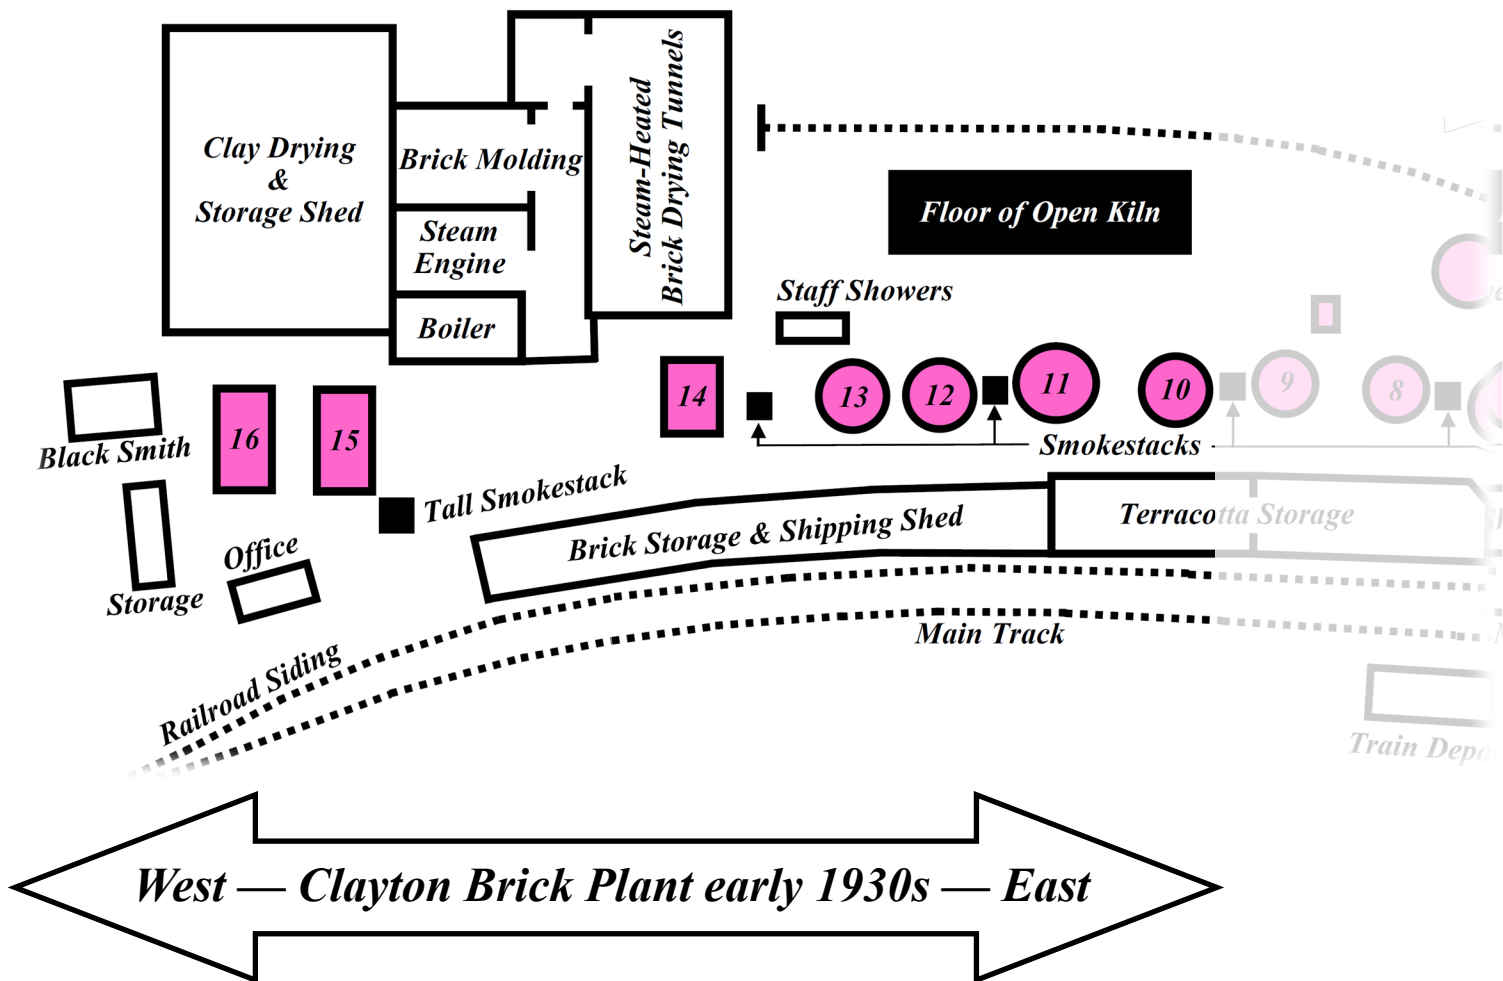 Clay Drying
&
Storage Shed
Brick Molding
Steam
Engine
Boiler
Steam-Heated
Brick Drying Tunnels
Floor of Open Kiln
Staff Showers
Black Smith
16
15
14
13
12
11
10
9
8
Smokestacks
Tall Smokestack
Storage
Office
Brick Storage & Shipping Shed
Terracotta Storage
Railroad Siding
Main Track
Train Depo
West — Clayton Brick Plant early 1930s — East